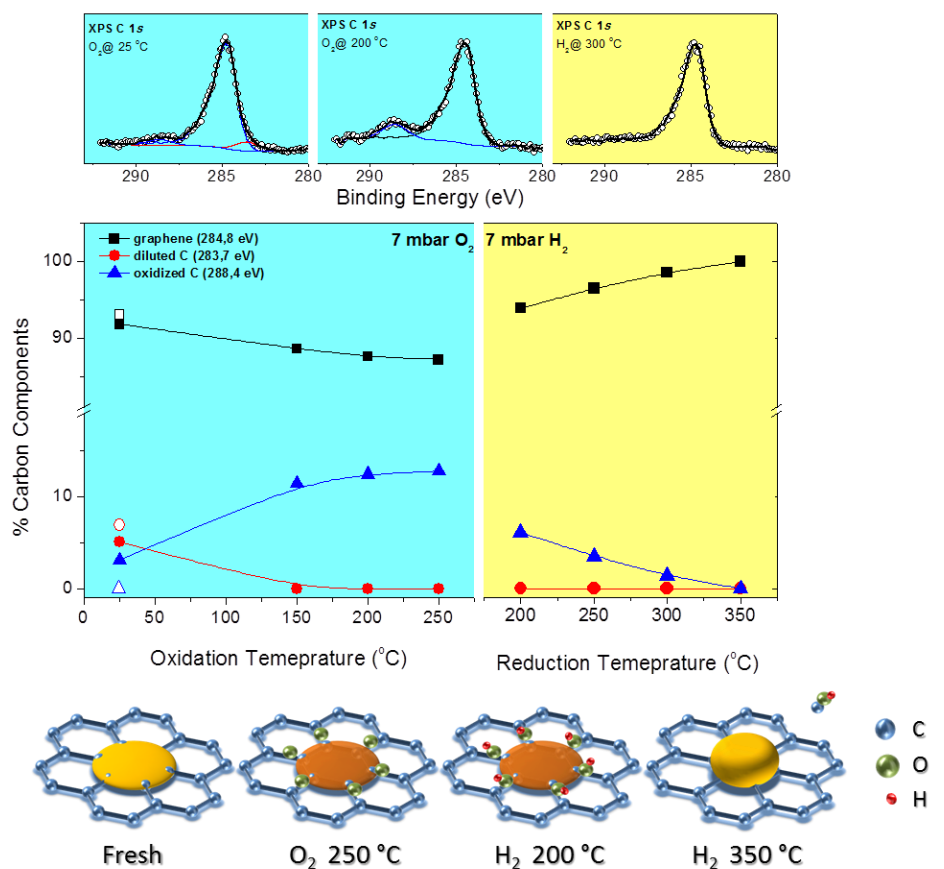 XPS C 1s
O₂@ 25 °C
XPS C 1s
O₂@ 200 °C
XPS C 1s
H₂@ 300 °C
290 285 280
290 285 280
290 285 280
Binding Energy (eV)
graphene (284,8 eV)
diluted C (283,7 eV)
oxidized C (288,4 eV)
7 mbar O₂
7 mbar H₂
% Carbon Components
100
90
10
0
0 50 100 150 200 250
200 250 300 350
Oxidation Temeprature (°C)
Reduction Temeprature (°C)
C
O
H
Fresh
O₂ 250 °C
H₂ 200 °C
H₂ 350 °C